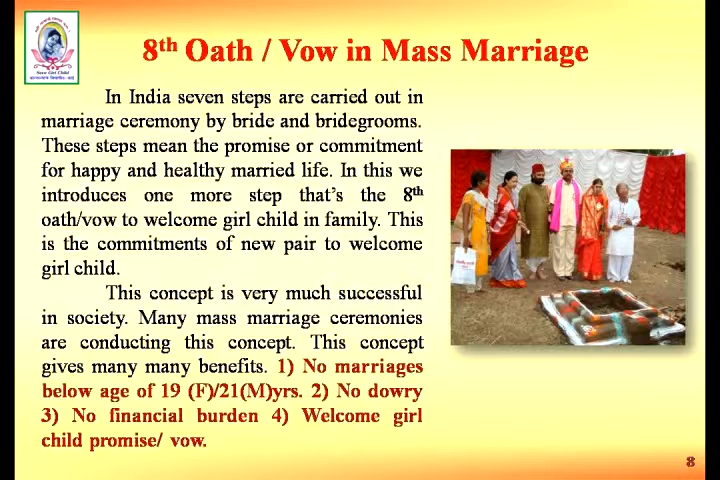 8th Oath / Vow in Mass Marriage
Save Girl Child
In India seven steps are carried out in
marriage ceremony by bride and bridegrooms.
These steps mean the promise or commitment
for happy and healthy married life. In this we
introduces one more step that's the 8th
oath/vow to welcome girl child in family. This
is the commitments of new pair to welcome
girl child.
This concept is very much successful
in society. Many mass marriage ceremonies
are conducting this concept. This concept
gives many many benefits. 1) No marriages
below age of 19 (F)/21(M)yrs. 2) No dowry
3) No financial burden 4) Welcome girl
child promise/ vow.
8